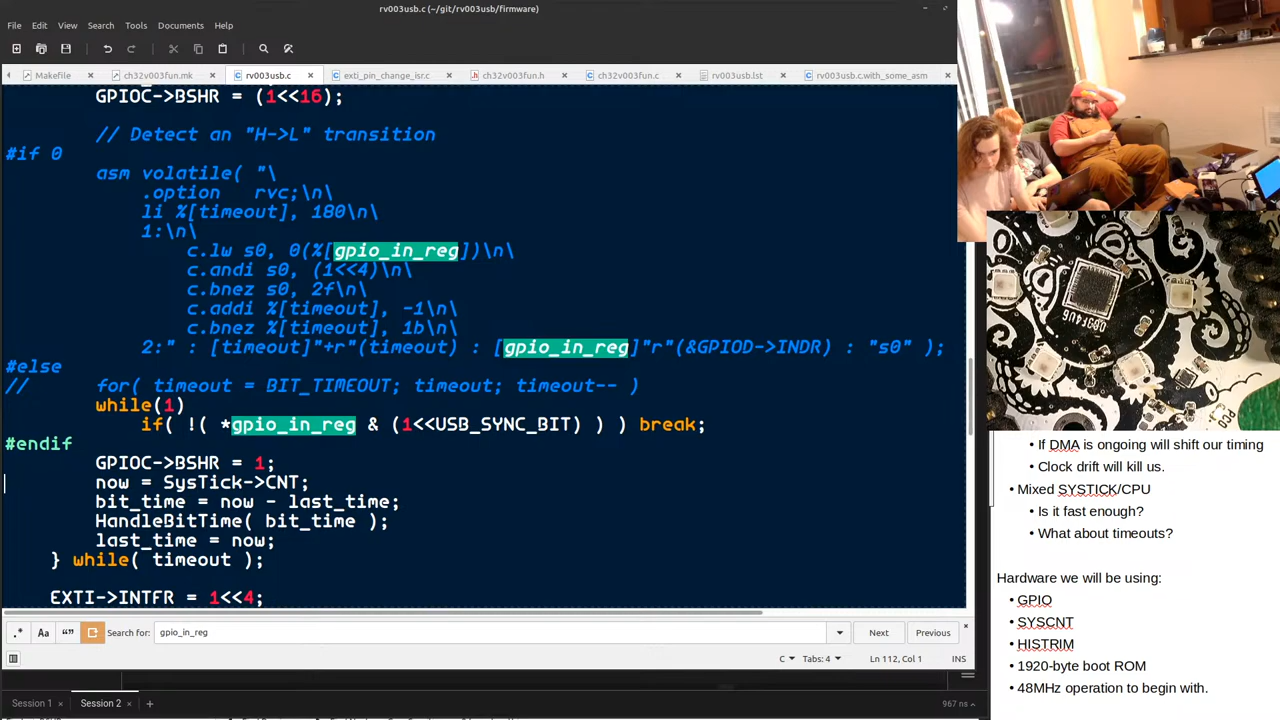 rv003usb.c (~/git/rv003usb/firmware)
File Edit View Search Tools Documents Help
Makefile × ch32v003fun.mk × rv003usb.c × exti_pin_change_isr.c × ch32v003fun.h × ch32v003fun.c × rv003usb.lst × rv003usb.c.with_some_asm ×
GPIOC->BSHR = (1<<16);
// Detect an "H->L" transition
#if 0
asm volatile( "\
.option rvc;\n\
li %[timeout], 180\n\
1:\n\
c.lw s0, 0(%[gpio_in_reg])\n\
c.andi s0, (1<<4)\n\
c.bnez s0, 2f\n\
c.addi %[timeout], -1\n\
c.bnez %[timeout], 1b\n\
2:" : [timeout]"+r"(timeout) : [gpio_in_reg]"r"(&GPIOD->INDR) : "s0" );
#else
// for( timeout = BIT_TIMEOUT; timeout; timeout-- )
while(1)
if( !( *gpio_in_reg & (1<<USB_SYNC_BIT) ) ) break;
#endif
GPIOC->BSHR = 1;
now = SysTick->CNT;
bit_time = now - last_time;
HandleBitTime( bit_time );
last_time = now;
} while( timeout );
EXTI->INTFR = 1<<4;
.* Aa “” Search for: gpio_in_reg Next Previous ×
C Tabs: 4 Ln 112, Col 1 INS
Session 1 × Session 2 × + 967 ns
• If DMA is ongoing will shift our timing
• Clock drift will kill us.
• Mixed SYSTICK/CPU
• Is it fast enough?
• What about timeouts?
Hardware we will be using:
• GPIO
• SYSCNT
• HISTRIM
• 1920-byte boot ROM
• 48MHz operation to begin with.